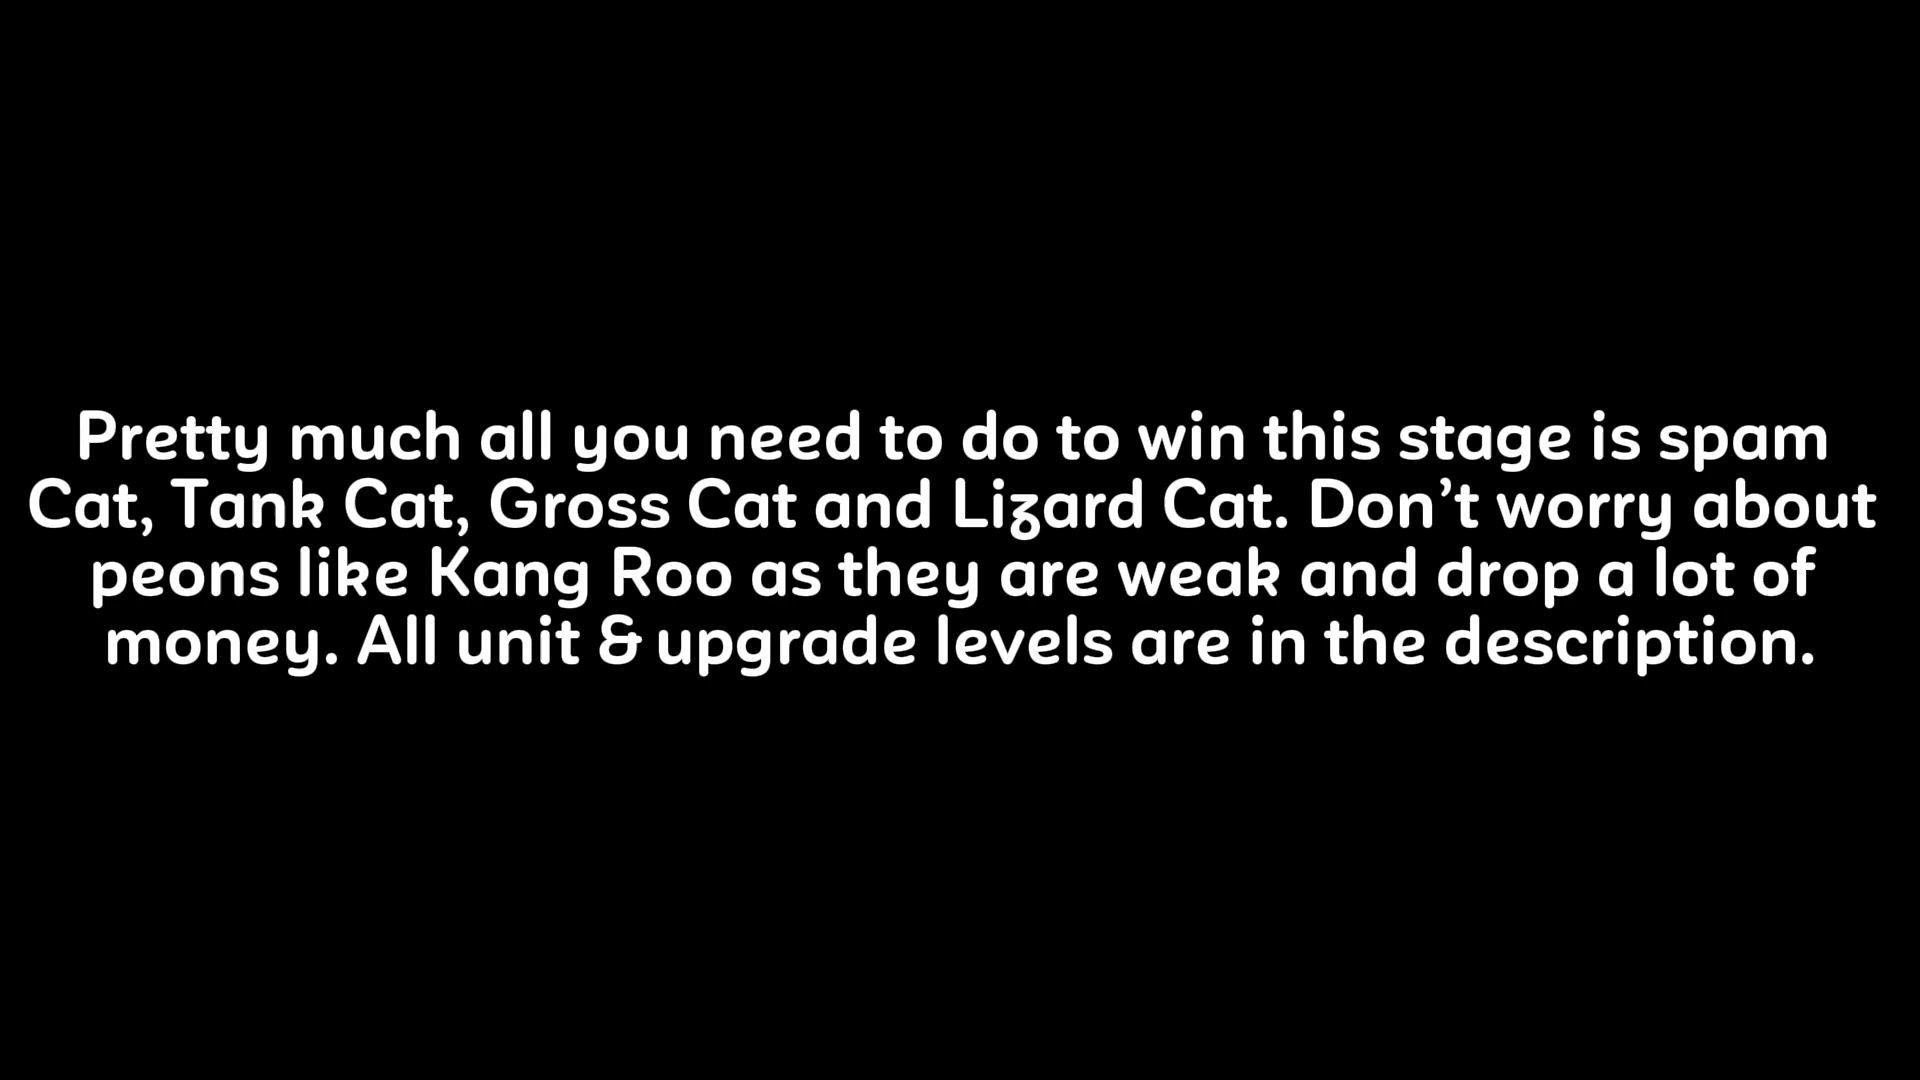 Pretty much all you need to do to win this stage is spam
Cat, Tank Cat, Gross Cat and Lizard Cat. Don’t worry about
peons like Kang Roo as they are weak and drop a lot of
money. All unit & upgrade levels are in the description.